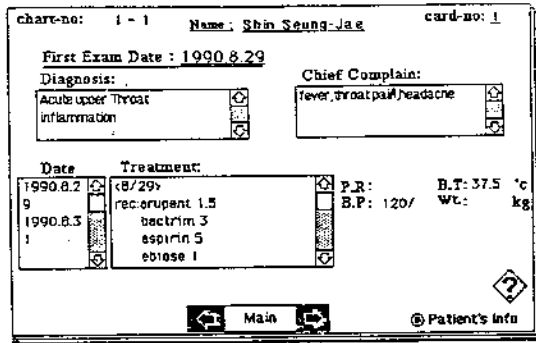 chart-no: 1 - 1 Name: Shin Seung-Jae card-no: 1
First Exam Date : 1990.8.29
Diagnosis: Chief Complain:
Acute upper Throat inflammation
fever, throat pain, headache
Date Treatment:
1990.8.2 <8/29> P.R: B.T: 37.5 °c
9 rec:orupent 1.5 B.P: 120/ Wt.: kg
1990.8.3 bactrim 3
1 aspirin 5
ebiose 1
Main
Patient's Info